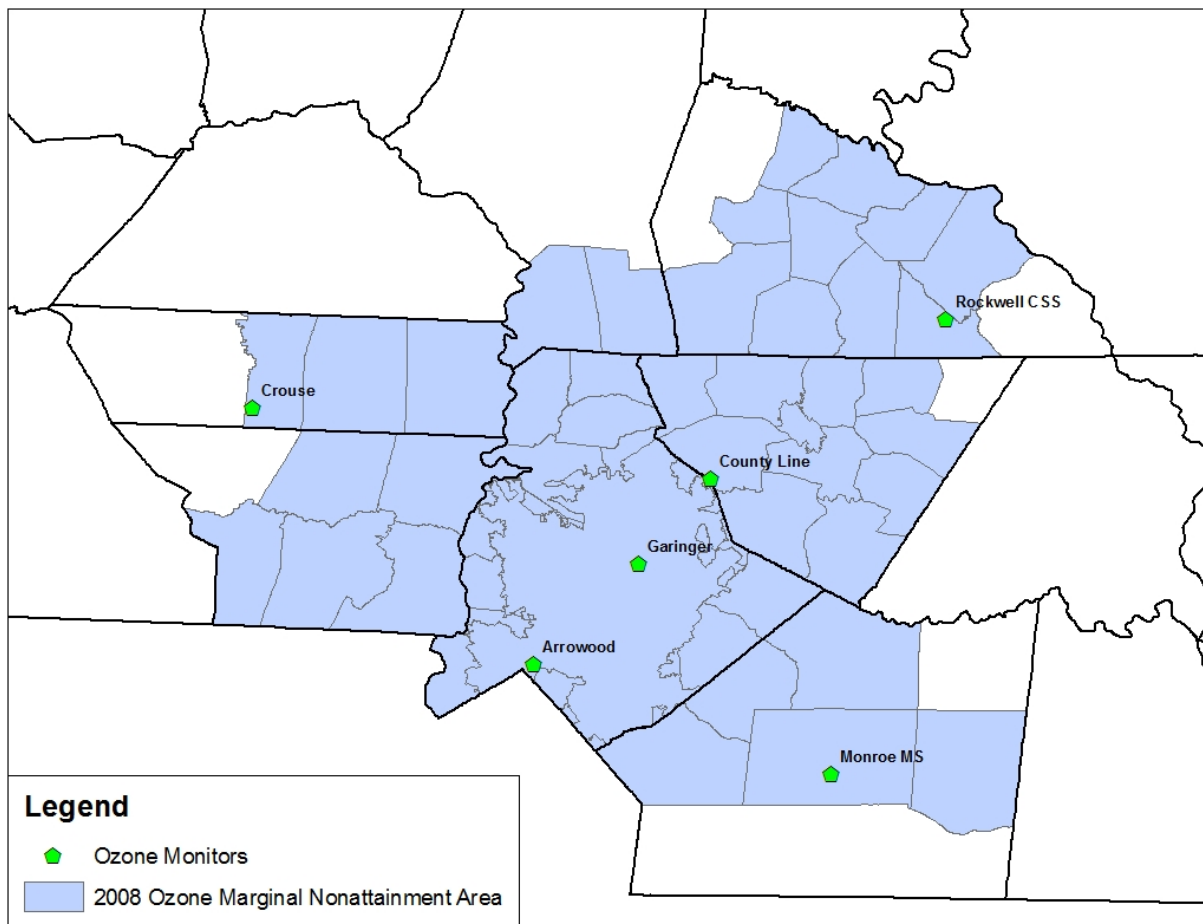 Rockwell CSS
Crouse
County Line
Garinger
Arrowood
Monroe MS
Legend
Ozone Monitors
2008 Ozone Marginal Nonattainment Area